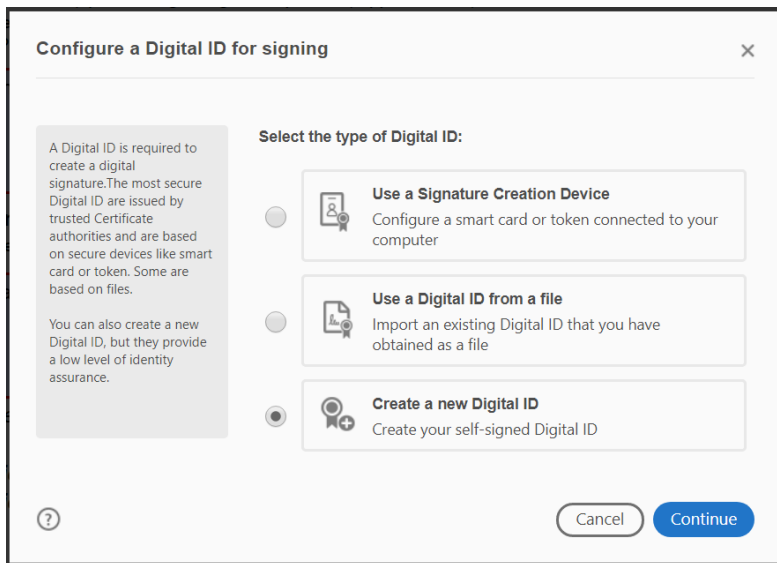 Configure a Digital ID for signing
A Digital ID is required to
create a digital
signature.The most secure
Digital ID are issued by
trusted Certificate
authorities and are based
on secure devices like smart
card or token. Some are
based on files.
You can also create a new
Digital ID, but they provide
a low level of identity
assurance.
Select the type of Digital ID:
Use a Signature Creation Device
Configure a smart card or token connected to your
computer
Use a Digital ID from a file
Import an existing Digital ID that you have
obtained as a file
Create a new Digital ID
Create your self-signed Digital ID
?
Cancel
Continue